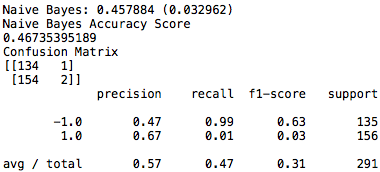 Naive Bayes: 0.457884 (0.032962)
Naive Bayes Accuracy Score
0.46735395189
Confusion Matrix
[[134   1]
 [154   2]]
             precision    recall  f1-score   support
       -1.0       0.47      0.99      0.63       135
        1.0       0.67      0.01      0.03       156
avg / total       0.57      0.47      0.31       291